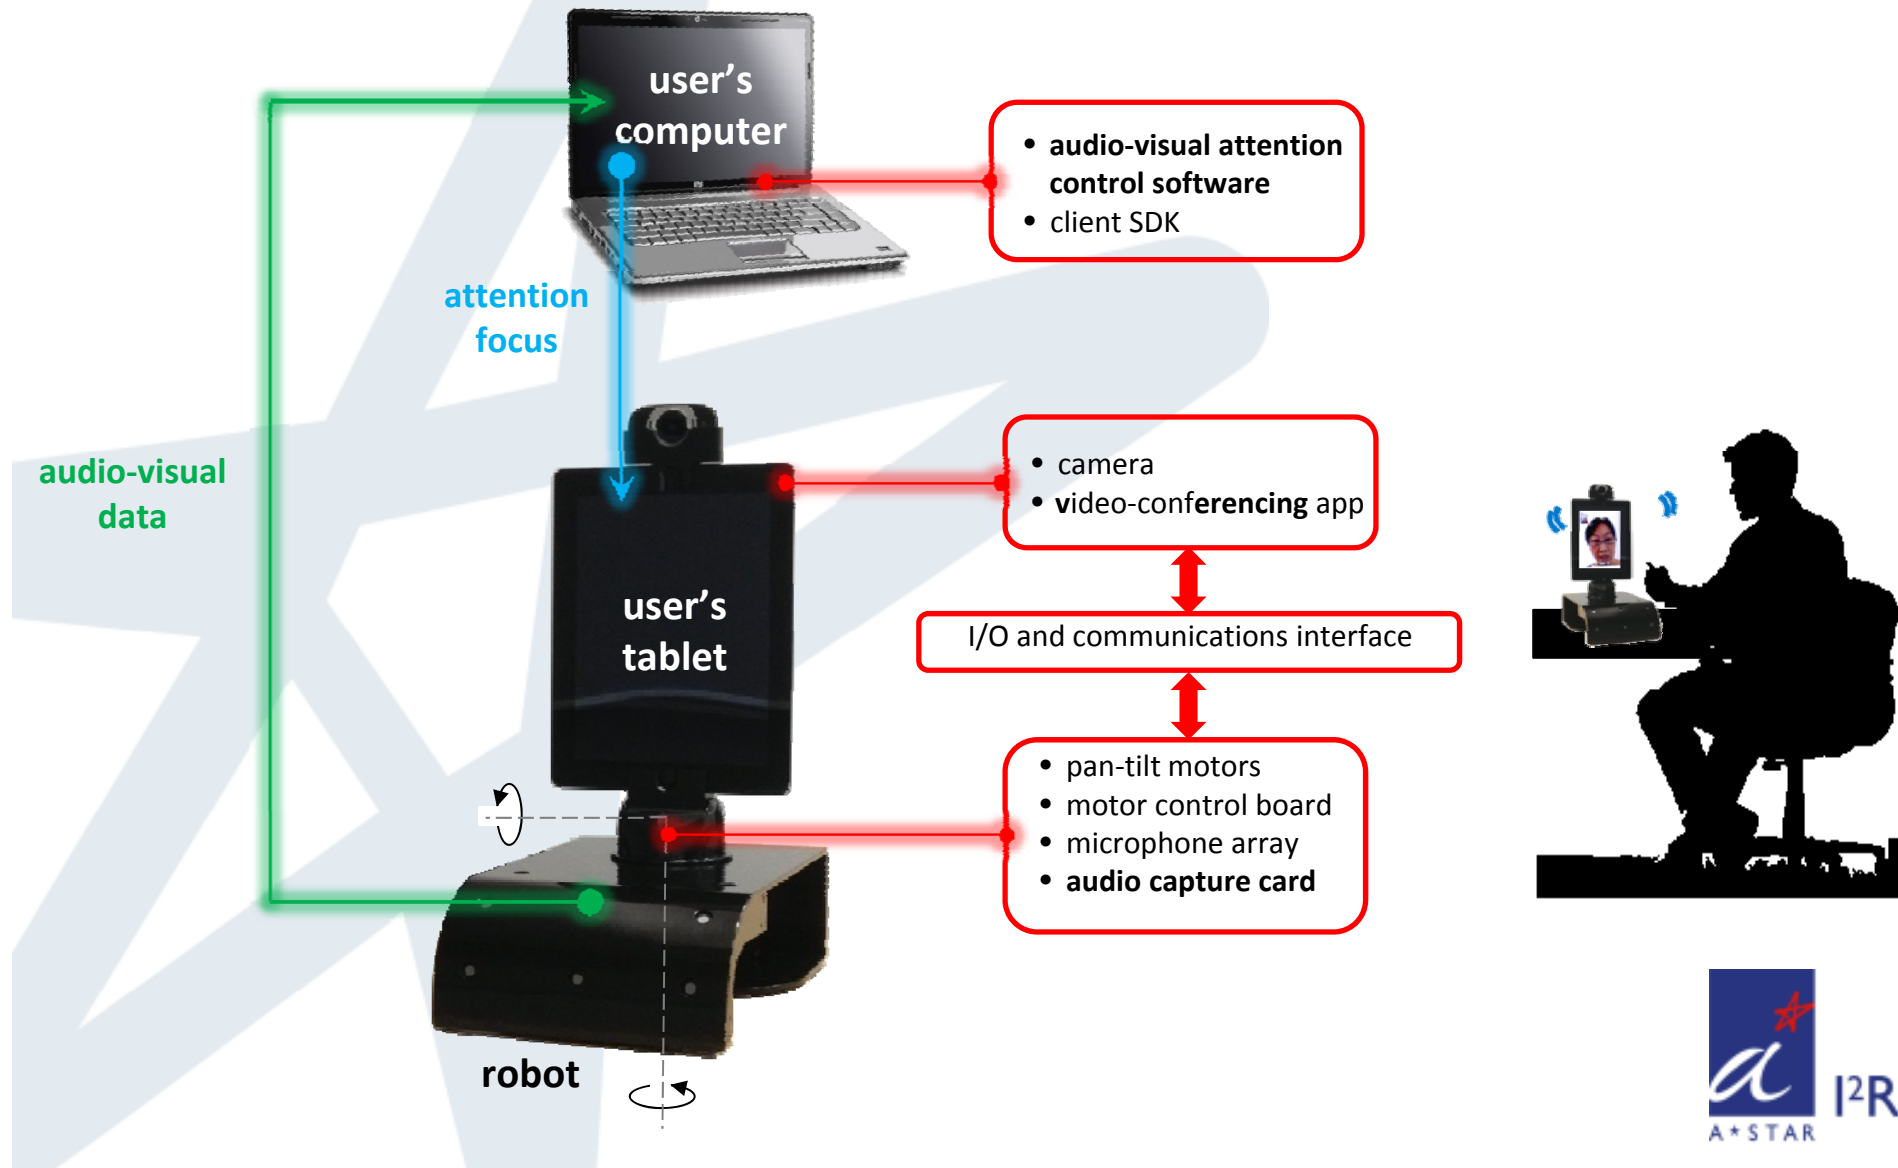 user's
computer
• audio-visual attention
control software
• client SDK
attention
focus
audio-visual
data
• camera
• video-conferencing app
user's
tablet
I/O and communications interface
• pan-tilt motors
• motor control board
• microphone array
• audio capture card
robot
a
I²R
A★STAR